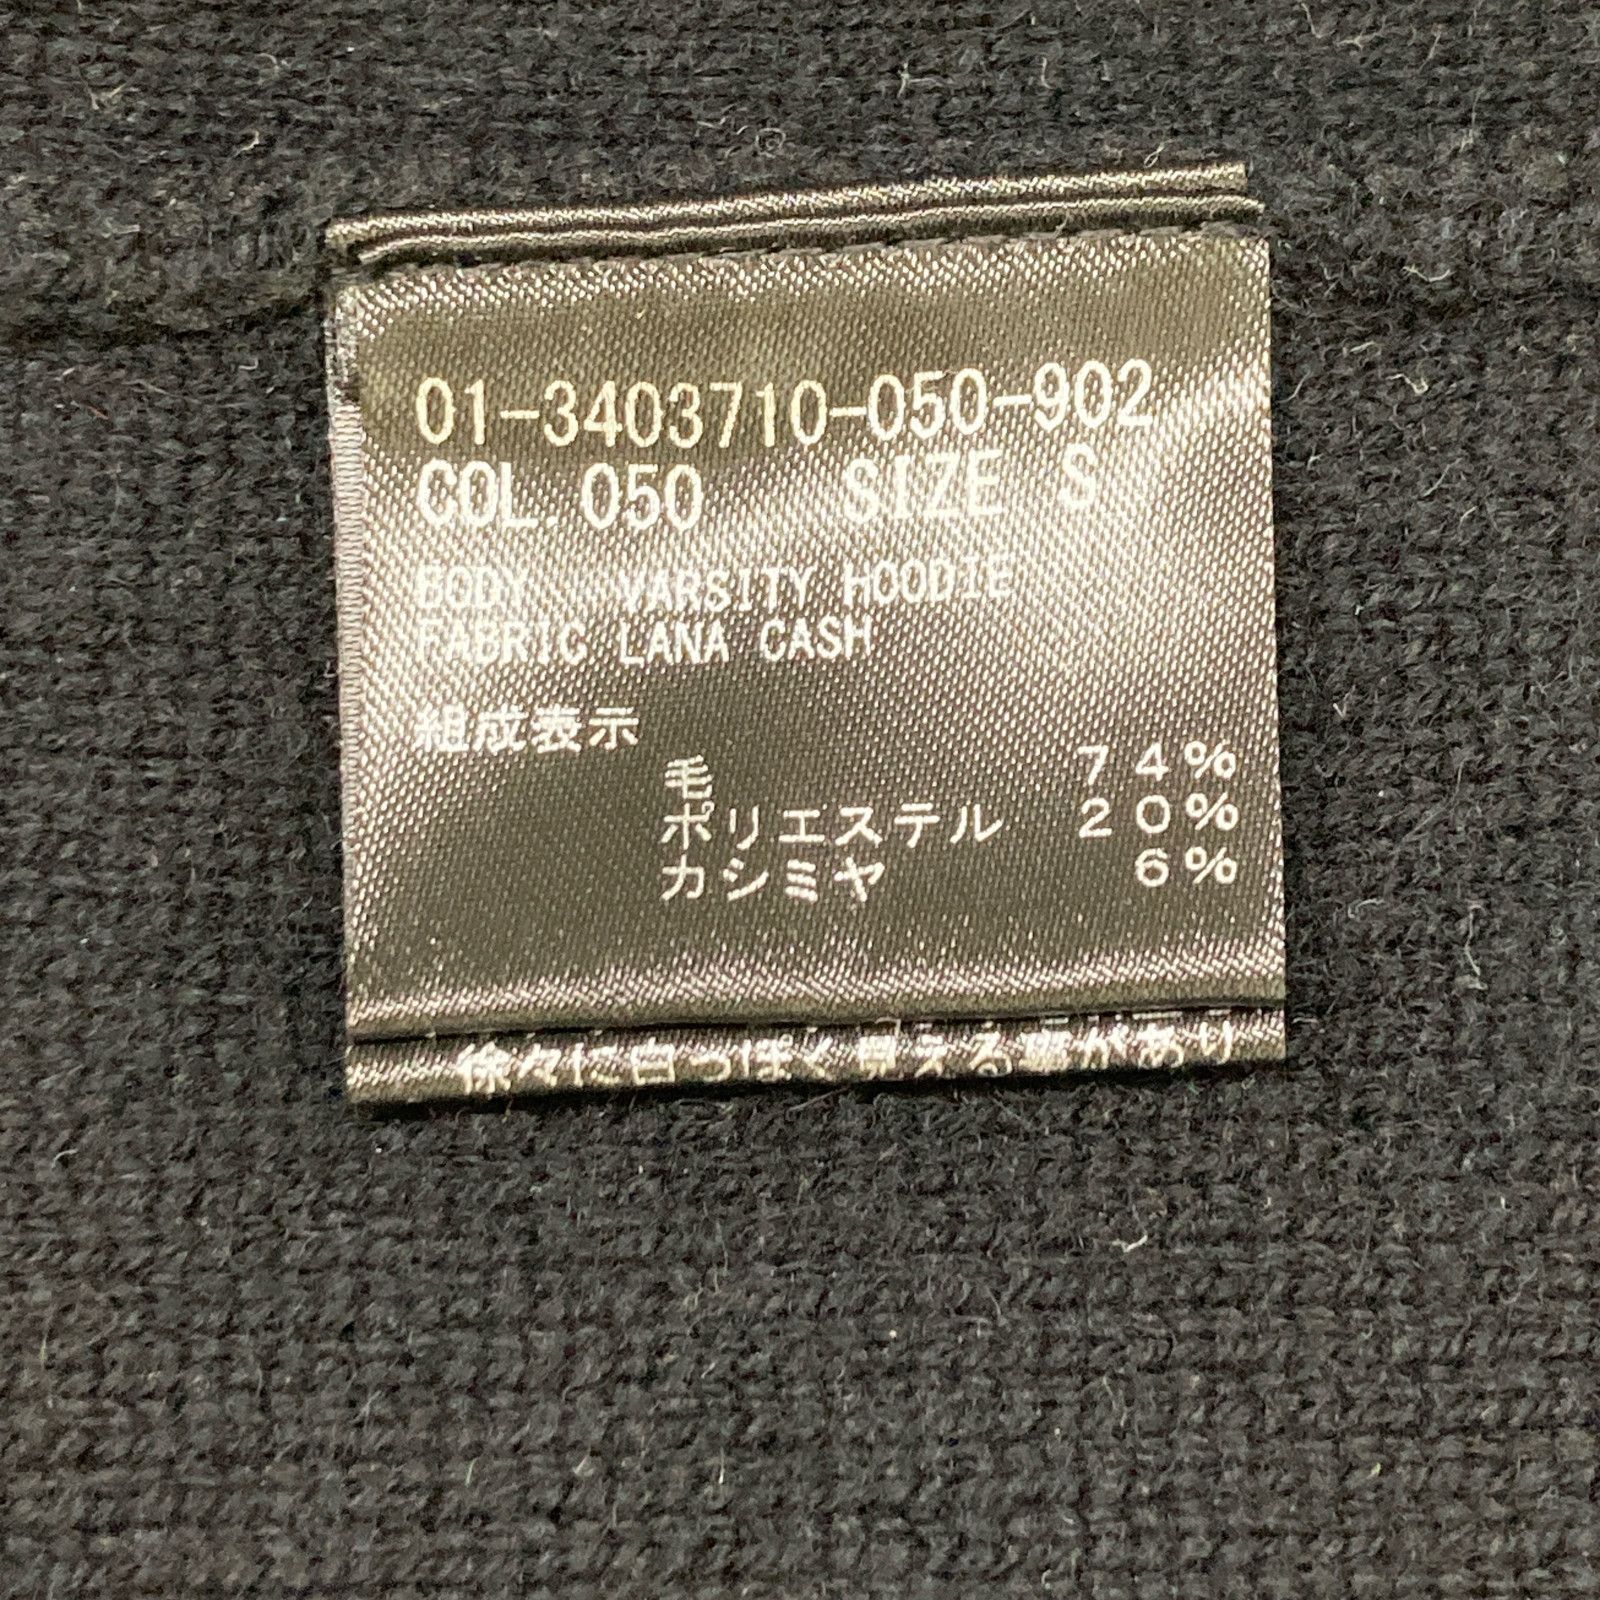 01-3403710-050-902
COL.050 SIZE S
BODY VARSITY HOODIE
FABRIC LANA CASH
組成表示
毛 74%
ポリエステル 20%
カシミヤ 6%
徐々に白っぽく見える事があり